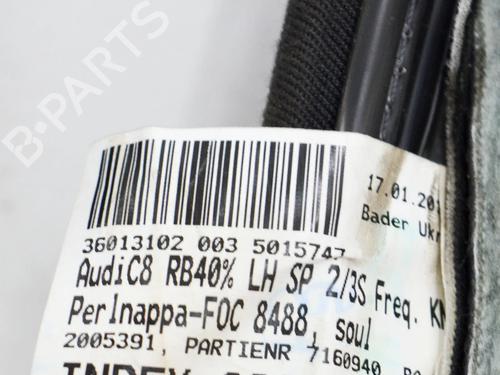 B-PARTS
17.01.201
Bader Ukr
36013102 003 5015747
AudiC8 RB40% LH SP 2/3S Freq. KN
Perlnappa-FOC 8488, soul
2005391, PARTIENR 7160940,
INDEX